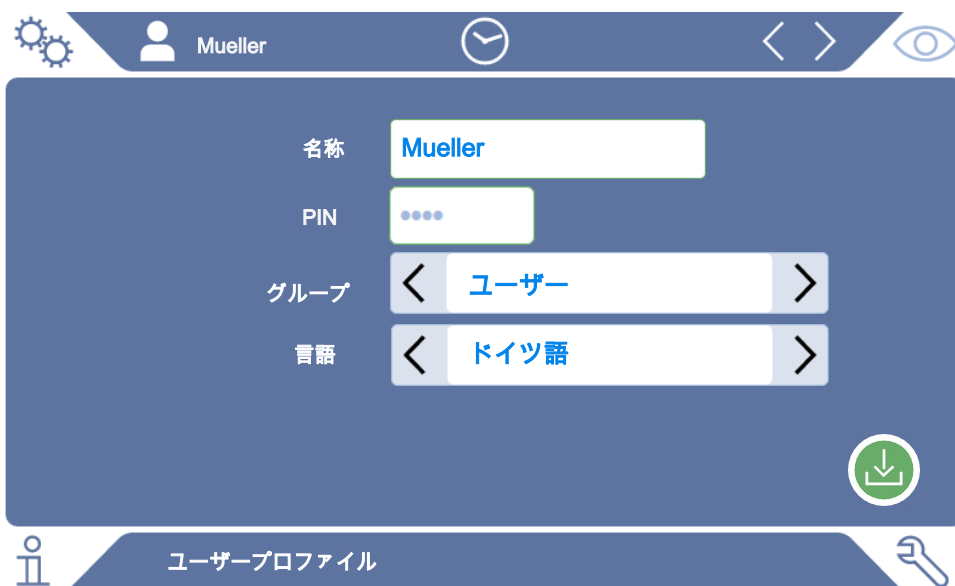 Mueller
名称 Mueller
PIN ••••
グループ ユーザー
言語 ドイツ語
ユーザープロファイル